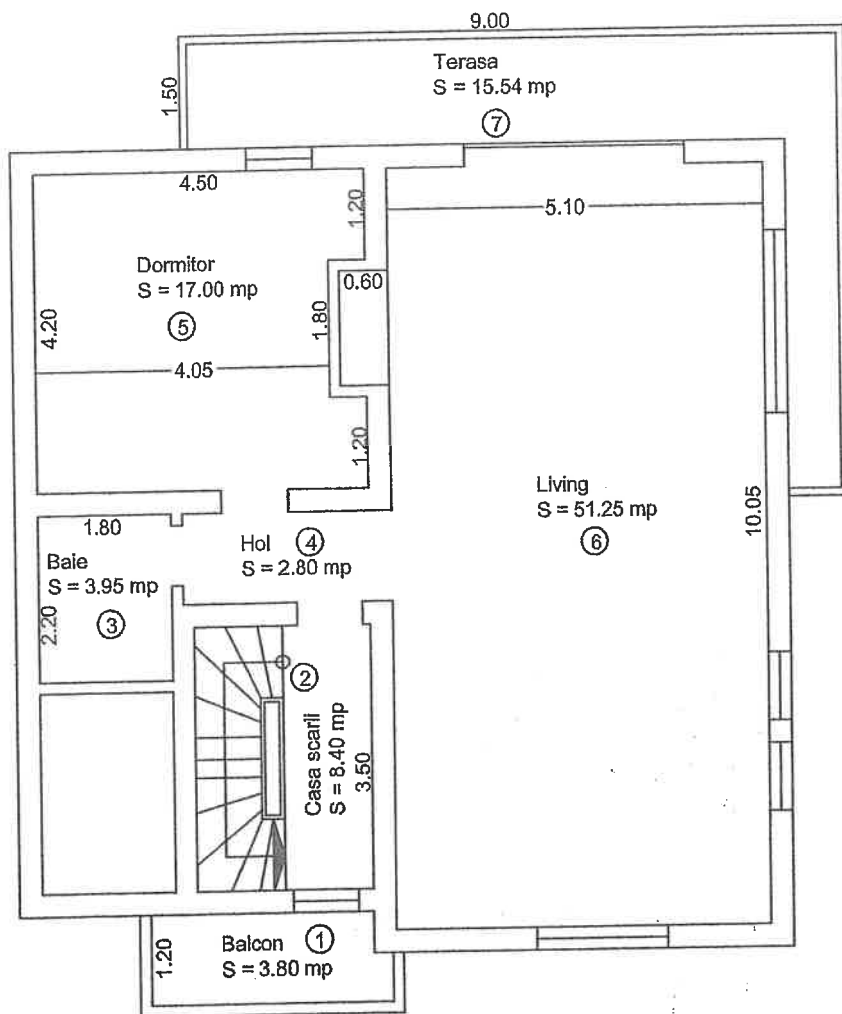 9.00
Terasa
S = 15.54 mp
7
1.50
4.50
1.20
5.10
Dormitor
S = 17.00 mp
5
0.60
1.80
4.20
4.05
1.20
Living
S = 51.25 mp
6
10.05
1.80
Hol 4
S = 2.80 mp
Baie
S = 3.95 mp
3
2.20
2
Casa scarii
S = 8.40 mp
3.50
Balcon 1
S = 3.80 mp
1.20